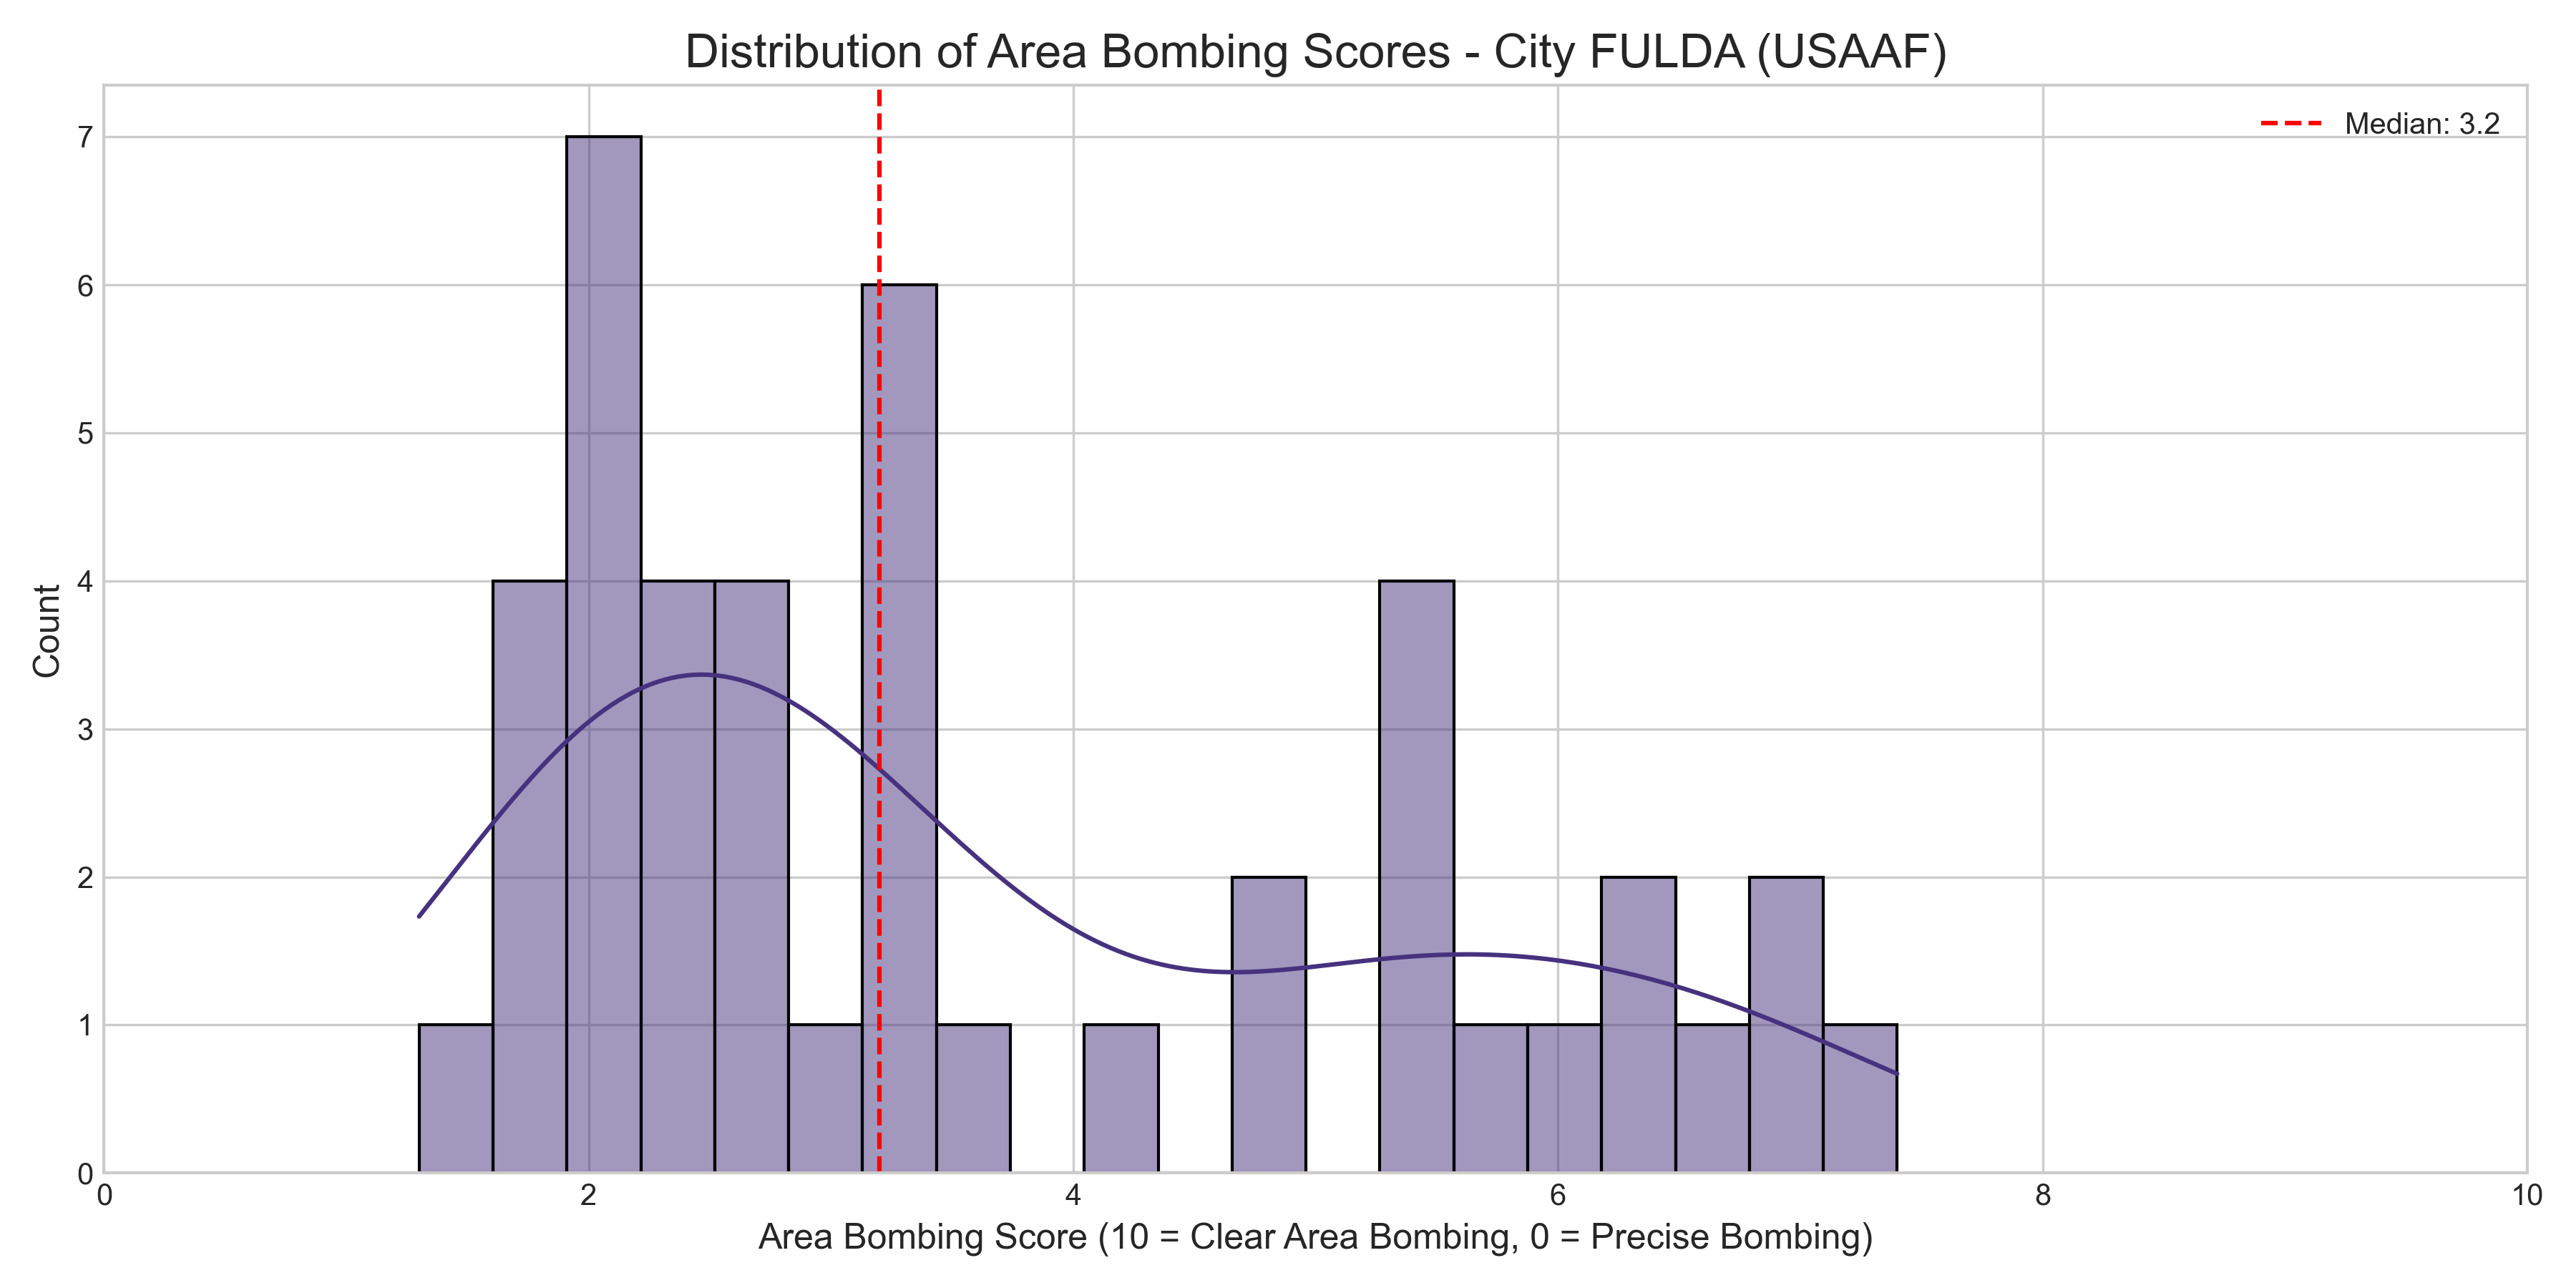 Distribution of Area Bombing Scores - City FULDA (USAAF)
Median: 3.2
Count
7
6
5
4
3
2
1
0
0 2 4 6 8 10
Area Bombing Score (10 = Clear Area Bombing, 0 = Precise Bombing)